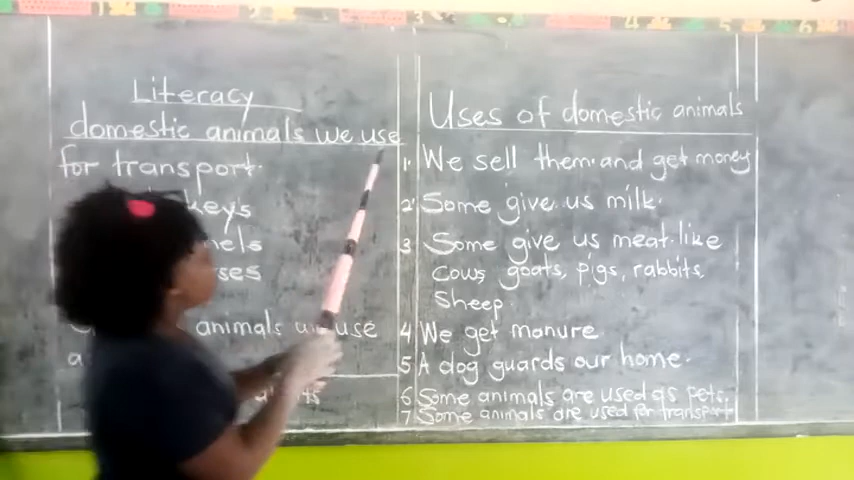 Literacy
domestic animals we use
for transport.
animals we use
Uses of domestic animals
1. We sell them and get money
2. Some give us milk.
3 Some give us meat like
cows, goats, pigs, rabbits,
Sheep.
4 We get manure
5 A dog guards our home.
6 Some animals are used as pets.
7 Some animals are used for transport